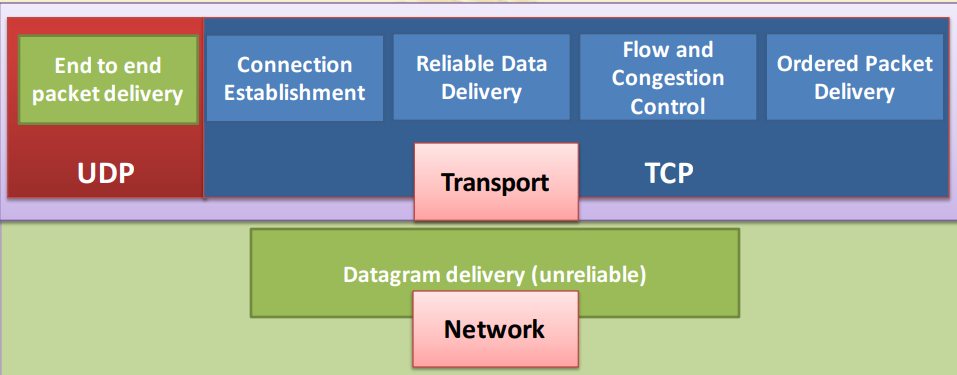 End to end
packet delivery
Connection
Establishment
Reliable Data
Delivery
Flow and
Congestion
Control
Ordered Packet
Delivery
UDP
Transport
TCP
Datagram delivery (unreliable)
Network